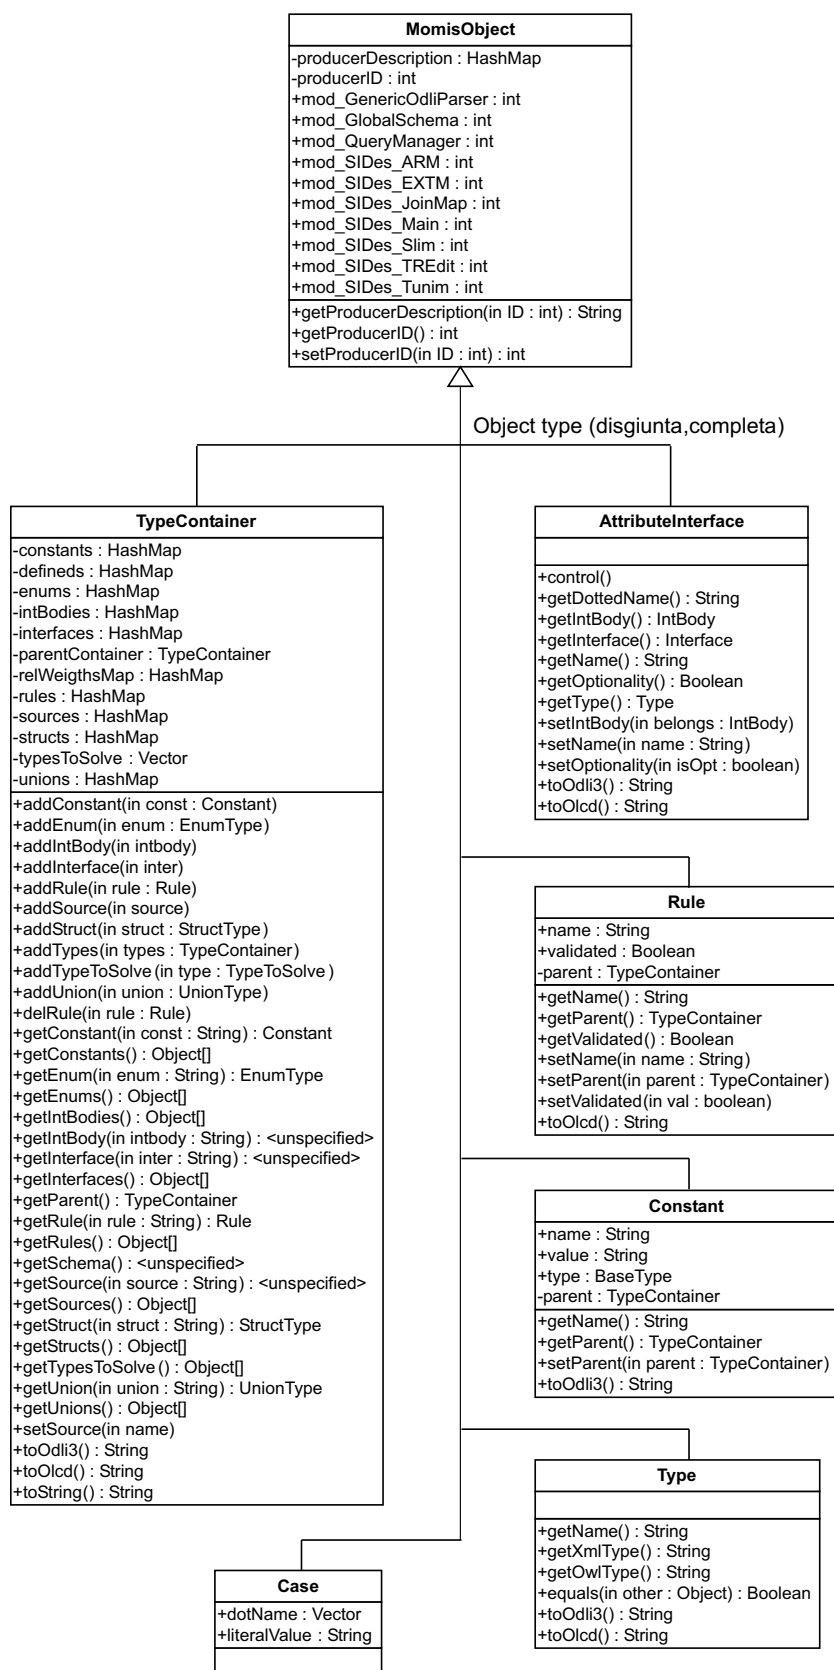 MomisObject
-producerDescription : HashMap
-producerID : int
+mod_GenericOdliParser : int
+mod_GlobalSchema : int
+mod_QueryManager : int
+mod_SIDes_ARM : int
+mod_SIDes_EXTM : int
+mod_SIDes_JoinMap : int
+mod_SIDes_Main : int
+mod_SIDes_Slim : int
+mod_SIDes_TREdit : int
+mod_SIDes_Tunim : int
+getProducerDescription(in ID : int) : String
+getProducerID() : int
+setProducerID(in ID : int) : int
Object type (disgiunta,completa)
TypeContainer
-constants : HashMap
-defineds : HashMap
-enums : HashMap
-intBodies : HashMap
-interfaces : HashMap
-parentContainer : TypeContainer
-relWeigthsMap : HashMap
-rules : HashMap
-sources : HashMap
-structs : HashMap
-typesToSolve : Vector
-unions : HashMap
+addConstant(in const : Constant)
+addEnum(in enum : EnumType)
+addIntBody(in intbody)
+addInterface(in inter)
+addRule(in rule : Rule)
+addSource(in source)
+addStruct(in struct : StructType)
+addTypes(in types : TypeContainer)
+addTypeToSolve(in type : TypeToSolve)
+addUnion(in union : UnionType)
+delRule(in rule : Rule)
+getConstant(in const : String) : Constant
+getConstants() : Object[]
+getEnum(in enum : String) : EnumType
+getEnums() : Object[]
+getIntBodies() : Object[]
+getIntBody(in intbody : String) : <unspecified>
+getInterface(in inter : String) : <unspecified>
+getInterfaces() : Object[]
+getParent() : TypeContainer
+getRule(in rule : String) : Rule
+getRules() : Object[]
+getSchema() : <unspecified>
+getSource(in source : String) : <unspecified>
+getSources() : Object[]
+getStruct(in struct : String) : StructType
+getStructs() : Object[]
+getTypesToSolve() : Object[]
+getUnion(in union : String) : UnionType
+getUnions() : Object[]
+setSource(in name)
+toOdli3() : String
+toOlcd() : String
+toString() : String
AttributeInterface
+control()
+getDottedName() : String
+getIntBody() : IntBody
+getInterface() : Interface
+getName() : String
+getOptionality() : Boolean
+getType() : Type
+setIntBody(in belongs : IntBody)
+setName(in name : String)
+setOptionality(in isOpt : boolean)
+toOdli3() : String
+toOlcd() : String
Rule
+name : String
+validated : Boolean
-parent : TypeContainer
+getName() : String
+getParent() : TypeContainer
+getValidated() : Boolean
+setName(in name : String)
+setParent(in parent : TypeContainer)
+setValidated(in val : boolean)
+toOlcd() : String
Constant
+name : String
+value : String
+type : BaseType
-parent : TypeContainer
+getName() : String
+getParent() : TypeContainer
+setParent(in parent : TypeContainer)
+toOdli3() : String
Type
+getName() : String
+getXmlType() : String
+getOwlType() : String
+equals(in other : Object) : Boolean
+toOdli3() : String
+toOlcd() : String
Case
+dotName : Vector
+literalValue : String